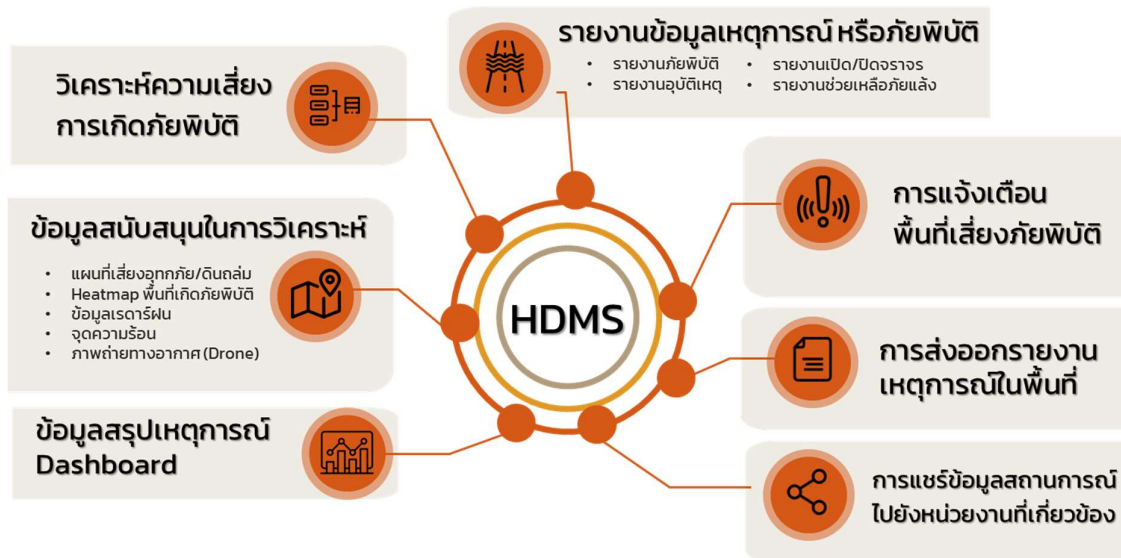 รายงานข้อมูลเหตุการณ์ หรือภัยพิบัติ
• รายงานภัยพิบัติ
• รายงานอุบัติเหตุ
• รายงานเปิด/ปิดจราจร
• รายงานช่วยเหลือภัยแล้ง
วิเคราะห์ความเสี่ยง
การเกิดภัยพิบัติ
ข้อมูลสนับสนุนในการวิเคราะห์
• แผนที่เสี่ยงอุทกภัย/ดินถล่ม
• Heatmap พื้นที่เกิดภัยพิบัติ
• ข้อมูลเรดาร์ฝน
• จุดความร้อน
• ภาพถ่ายทางอากาศ (Drone)
ข้อมูลสรุปเหตุการณ์
Dashboard
HDMS
การแจ้งเตือน
พื้นที่เสี่ยงภัยพิบัติ
การส่งออกรายงาน
เหตุการณ์ในพื้นที่
การแชร์ข้อมูลสถานการณ์
ไปยังหน่วยงานที่เกี่ยวข้อง